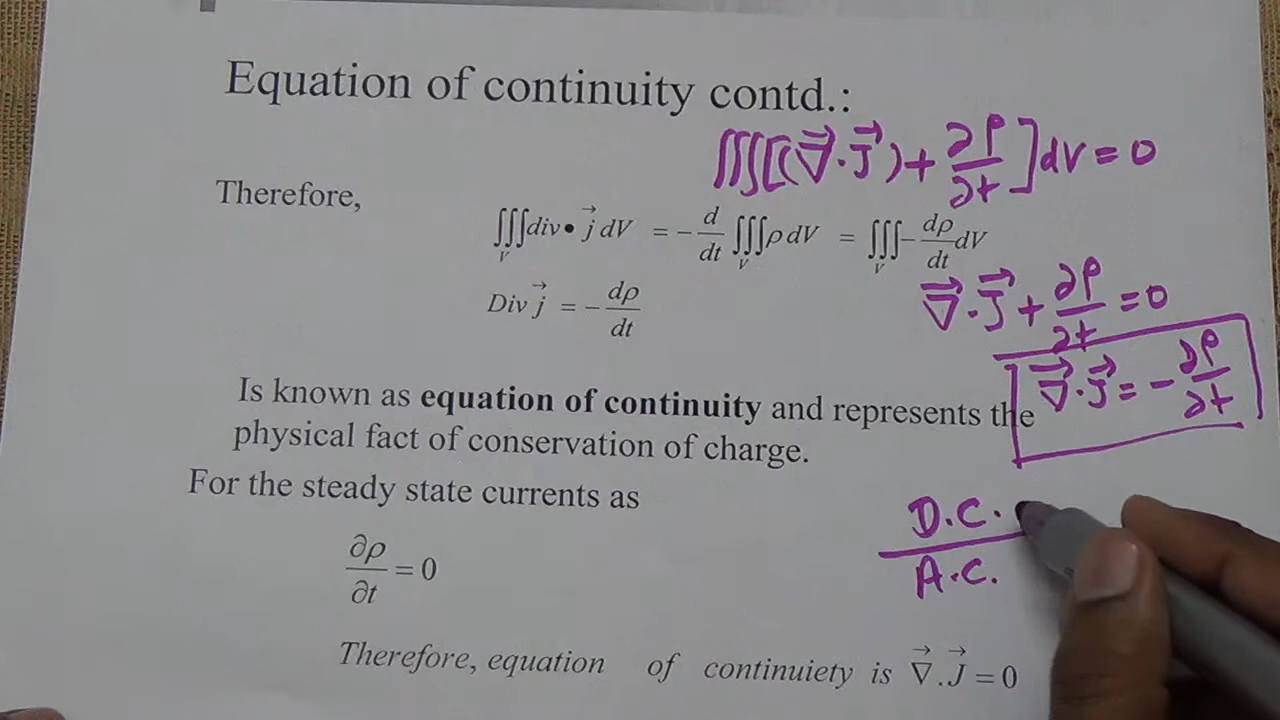 Equation of continuity contd.:
∭[(∇⃗·J⃗)+∂ρ/∂t]dV=0
Therefore,
∭_V div• j⃗ dV = - d/dt ∭_V ρ dV = ∭_V - dρ/dt dV
Div j⃗ = - dρ/dt
∇⃗·J⃗+∂ρ/∂t=0
∇⃗·J⃗=-∂ρ/∂t
Is known as equation of continuity and represents the
physical fact of conservation of charge.
For the steady state currents as
D.C.
A.C.
∂ρ/∂t = 0
Therefore, equation of continuiety is ∇⃗.J⃗ = 0